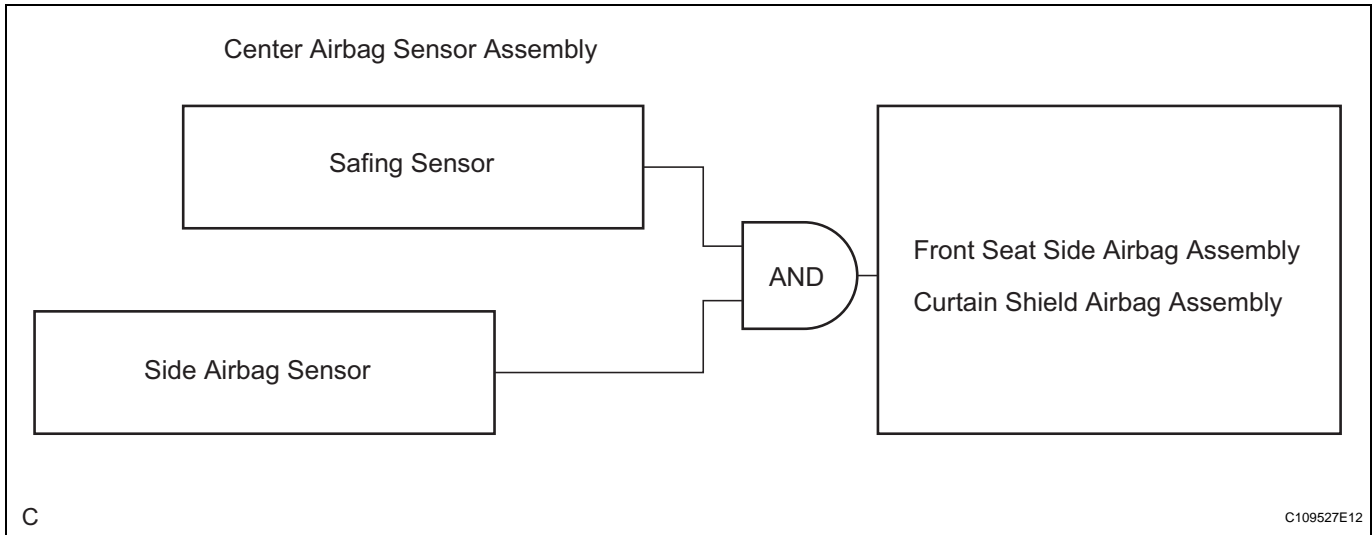 Center Airbag Sensor Assembly
Safing Sensor
AND
Front Seat Side Airbag Assembly
Curtain Shield Airbag Assembly
Side Airbag Sensor
C
C109527E12